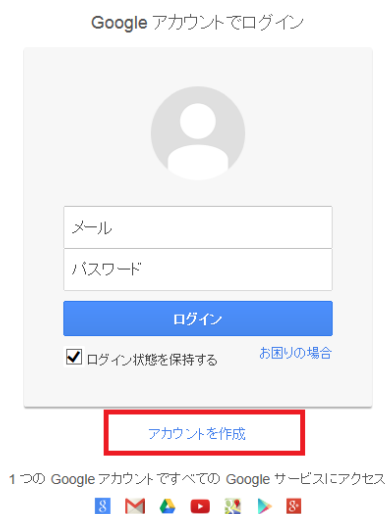 Google アカウントでログイン
メール
パスワード
ログイン
ログイン状態を保持する お困りの場合
アカウントを作成
1 つの Google アカウントですべての Google サービスにアクセス